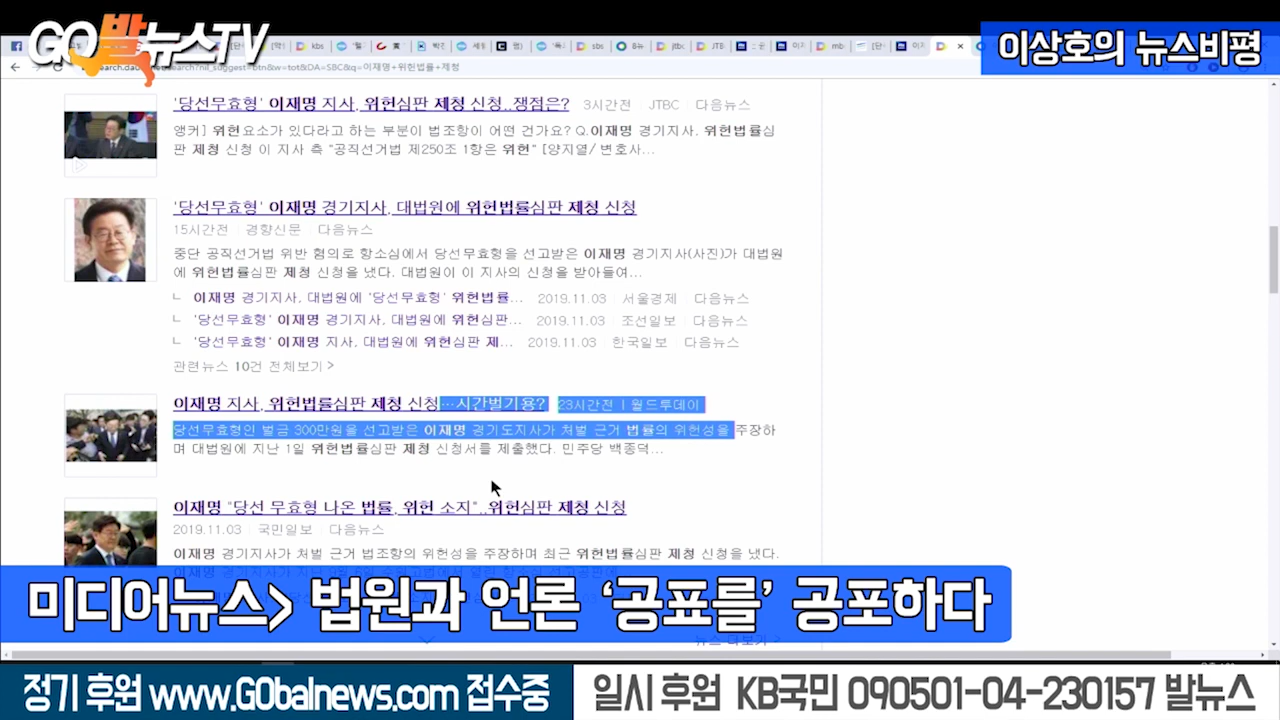 GO발뉴스TV
이상호의 뉴스비평
search?nil_suggest=btn&w=tot&DA=SBC&q=이재명+위헌법률+제청
'당선무효형' 이재명 지사, 위헌심판 제청 신청..쟁점은? 3시간전 JTBC 다음뉴스
앵커] 위헌요소가 있다라고 하는 부분이 법조항이 어떤 건가요? Q.이재명 경기지사, 위헌법률심
판 제청 신청 이 지사 측 "공직선거법 제250조 1항은 위헌" [양지열/ 변호사...
'당선무효형' 이재명 경기지사, 대법원에 위헌법률심판 제청 신청
15시간전 경향신문 다음뉴스
중단 공직선거법 위반 혐의로 항소심에서 당선무효형을 선고받은 이재명 경기지사(사진)가 대법원
에 위헌법률심판 제청 신청을 냈다. 대법원이 이 지사의 신청을 받아들여...
ㄴ 이재명 경기지사, 대법원에 '당선무효형' 위헌법률... 2019.11.03 서울경제 다음뉴스
ㄴ '당선무효형' 이재명 경기지사, 대법원에 위헌심판... 2019.11.03 조선일보 다음뉴스
ㄴ '당선무효형' 이재명 지사, 대법원에 위헌심판 제... 2019.11.03 한국일보 다음뉴스
관련뉴스 10건 전체보기 >
이재명 지사, 위헌법률심판 제청 신청…시간벌기용? 23시간전 | 월드투데이
당선무효형인 벌금 300만원을 선고받은 이재명 경기도지사가 처벌 근거 법률의 위헌성을 주장하
며 대법원에 지난 1일 위헌법률심판 제청 신청서를 제출했다. 민주당 백종덕...
이재명 "당선 무효형 나온 법률, 위헌 소지"..위헌심판 제청 신청
2019.11.03 국민일보 다음뉴스
이재명 경기지사가 처벌 근거 법조항의 위헌성을 주장하며 최근 위헌법률심판 제청 신청을 냈다.
미디어뉴스> 법원과 언론 ‘공표를’ 공포하다
뉴스 더보기 >
정기 후원 www.GObalnews.com 접수중
일시 후원 KB국민 090501-04-230157 발뉴스